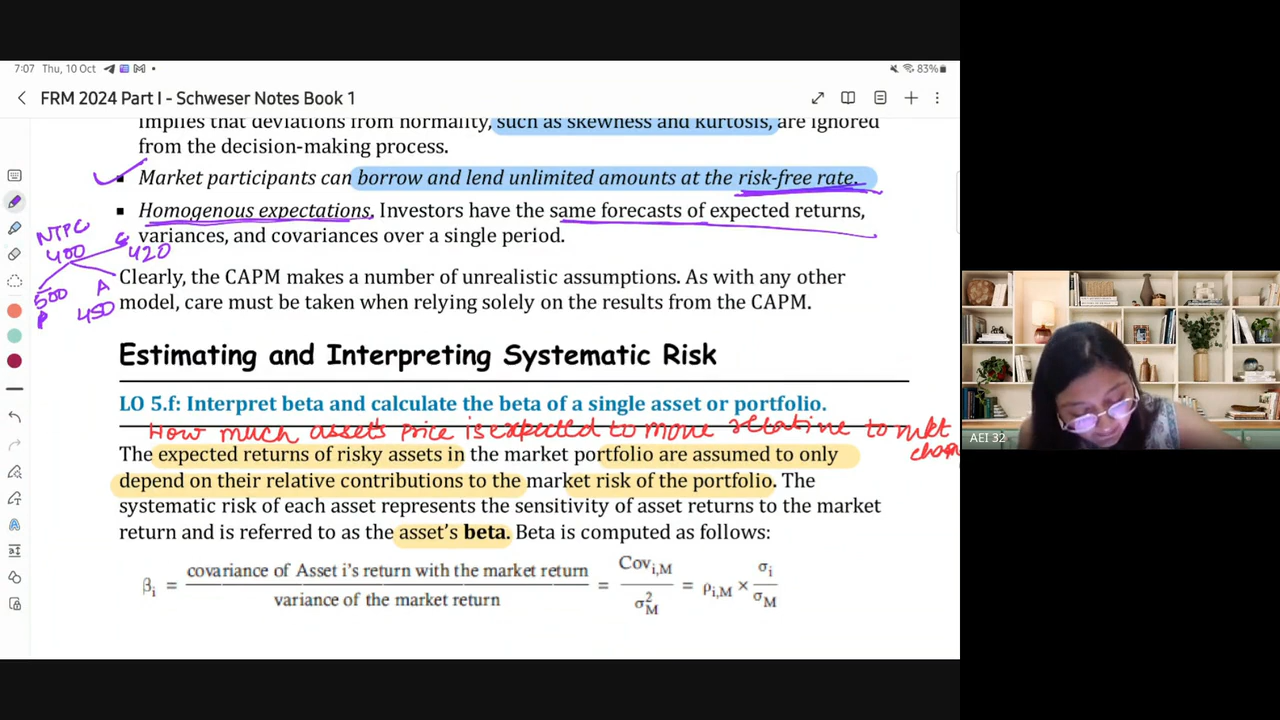 7:07 Thu, 10 Oct
83%
FRM 2024 Part I - Schweser Notes Book 1
implies that deviations from normality, such as skewness and kurtosis, are ignored
from the decision-making process.
▪ Market participants can borrow and lend unlimited amounts at the risk-free rate.
▪ Homogenous expectations. Investors have the same forecasts of expected returns,
variances, and covariances over a single period.
NTPC
400
420
A
500
450
Clearly, the CAPM makes a number of unrealistic assumptions. As with any other
model, care must be taken when relying solely on the results from the CAPM.
Estimating and Interpreting Systematic Risk
LO 5.f: Interpret beta and calculate the beta of a single asset or portfolio.
How much assets price is expected to move relative to mkt
The expected returns of risky assets in the market portfolio are assumed to only
depend on their relative contributions to the market risk of the portfolio. The
systematic risk of each asset represents the sensitivity of asset returns to the market
return and is referred to as the asset's beta. Beta is computed as follows:
βi = covariance of Asset i's return with the market return / variance of the market return = Covi,M / σ²M = ρi,M × σi / σM
AEI 32